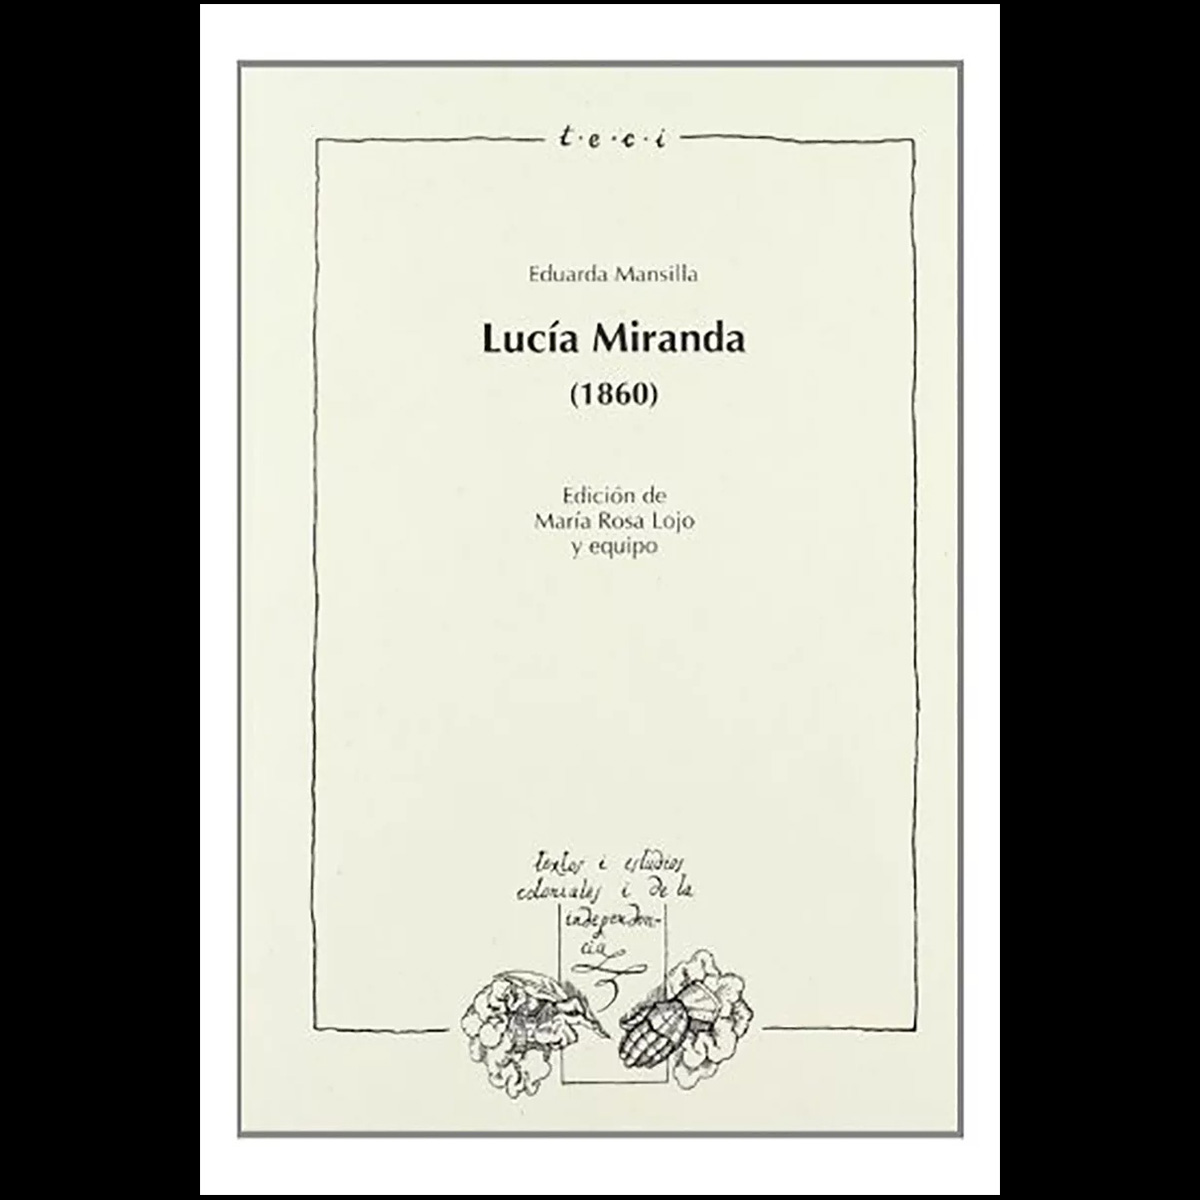 t·e·c·i
Eduarda Mansilla
Lucía Miranda
(1860)
Edición de
María Rosa Lojo
y equipo
textos i estudios
coloniales i de la
independen-
cia